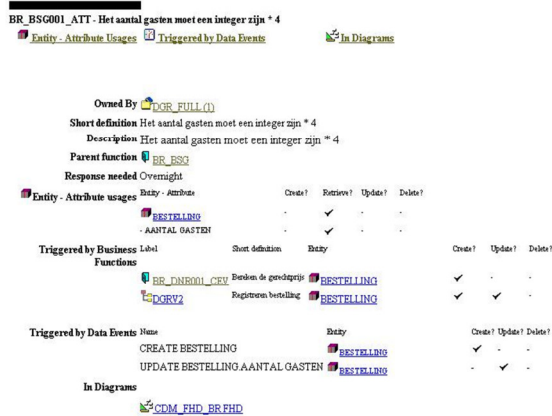 BR_BSG001_ATT - Het aantal gasten moet een integer zijn * 4
Entity - Attribute Usages Triggered by Data Events In Diagrams
Owned By DGR_FULL (1)
Short definition Het aantal gasten moet een integer zijn * 4
Description Het aantal gasten moet een integer zijn * 4
Parent function BR_BSG
Response needed Overnight
Entity - Attribute usages Entity - Attribute Create? Retrieve? Update? Delete?
BESTELLING - ✓ - -
- AANTAL GASTEN - ✓ - -
Triggered by Business Functions Label Short definition Entity Create? Update? Delete?
BR_DNR001_CEV Bereken de gerechtprijs BESTELLING ✓ - -
DGRV2 Registreren bestelling BESTELLING ✓ ✓ -
Triggered by Data Events Name Entity Create? Update? Delete?
CREATE BESTELLING BESTELLING ✓ - -
UPDATE BESTELLING.AANTAL GASTEN BESTELLING - ✓ -
In Diagrams
CDM_FHD_BR FHD